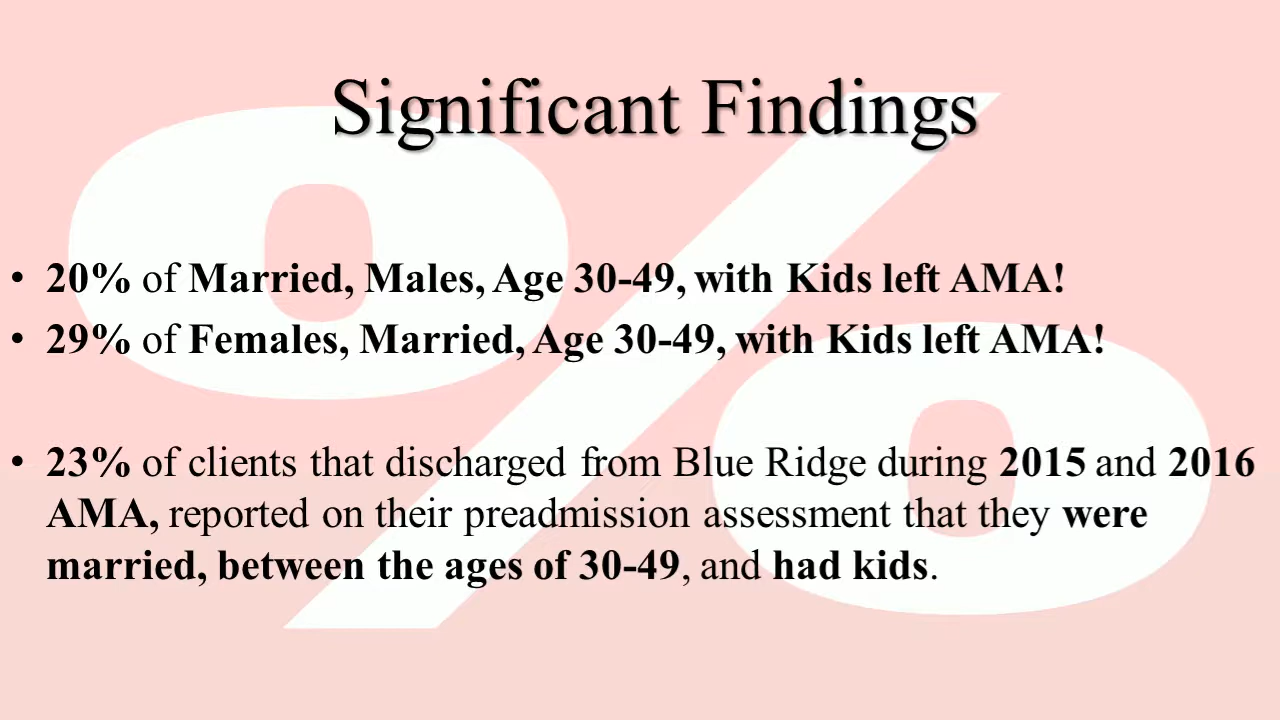 Significant Findings
• 20% of Married, Males, Age 30-49, with Kids left AMA!
• 29% of Females, Married, Age 30-49, with Kids left AMA!
• 23% of clients that discharged from Blue Ridge during 2015 and 2016
AMA, reported on their preadmission assessment that they were
married, between the ages of 30-49, and had kids.